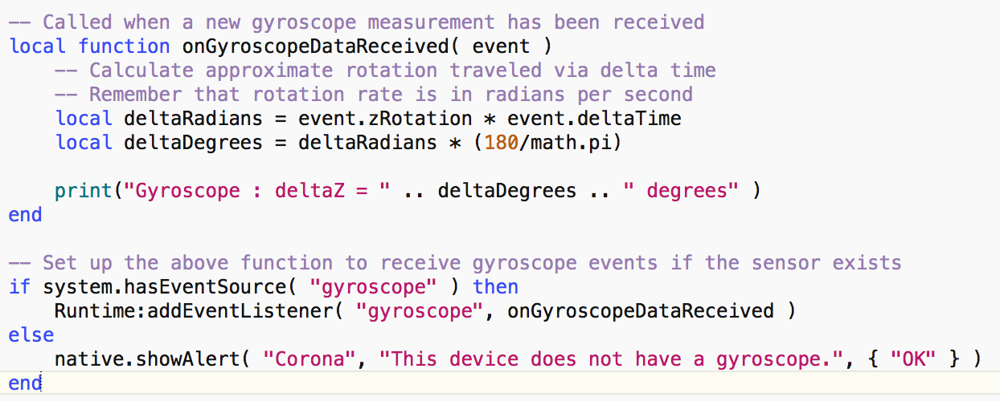 -- Called when a new gyroscope measurement has been received
local function onGyroscopeDataReceived( event )
    -- Calculate approximate rotation traveled via delta time
    -- Remember that rotation rate is in radians per second
    local deltaRadians = event.zRotation * event.deltaTime
    local deltaDegrees = deltaRadians * (180/math.pi)

    print("Gyroscope : deltaZ = " .. deltaDegrees .. " degrees" )
end

-- Set up the above function to receive gyroscope events if the sensor exists
if system.hasEventSource( "gyroscope" ) then
    Runtime:addEventListener( "gyroscope", onGyroscopeDataReceived )
else
    native.showAlert( "Corona", "This device does not have a gyroscope.", { "OK" } )
end